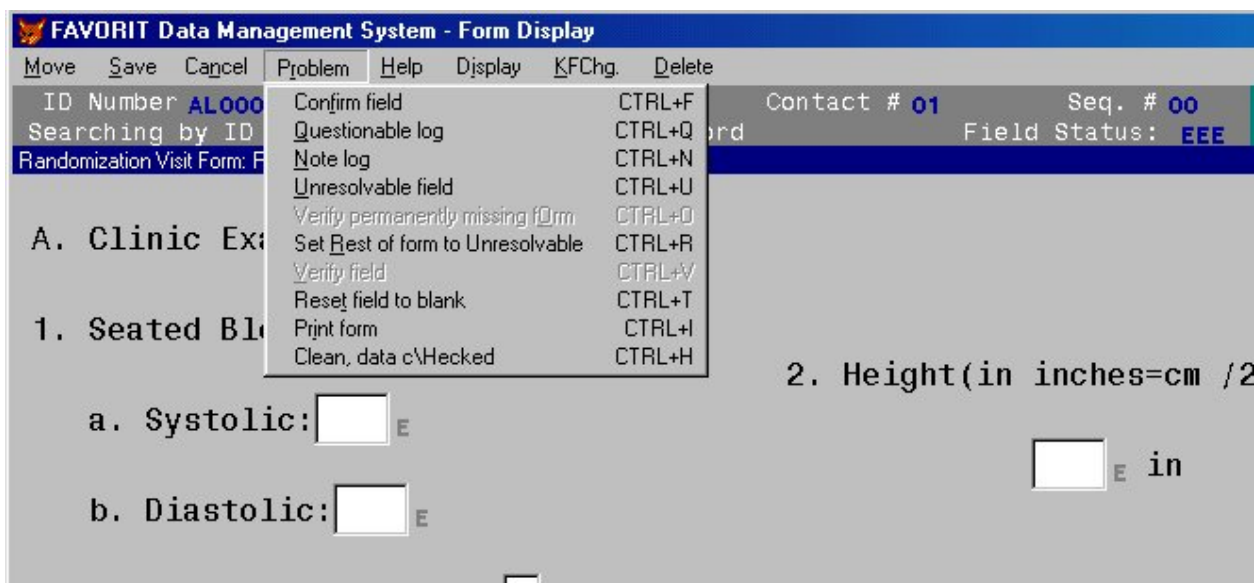 FAVORIT Data Management System - Form Display
Move Save Cancel Problem Help Display KFChg. Delete
ID Number AL000 Contact # 01 Seq. # 00
Searching by ID rd Field Status: EEE
Randomization Visit Form: F
Confirm field CTRL+F
Questionable log CTRL+Q
Note log CTRL+N
Unresolvable field CTRL+U
Verify permanently missing fOrm CTRL+O
Set Rest of form to Unresolvable CTRL+R
Verify field CTRL+V
Reset field to blank CTRL+T
Print form CTRL+I
Clean, data c\Hecked CTRL+H
A. Clinic Exa
1. Seated Blo
2. Height(in inches=cm /2
a. Systolic: E
E in
b. Diastolic: E